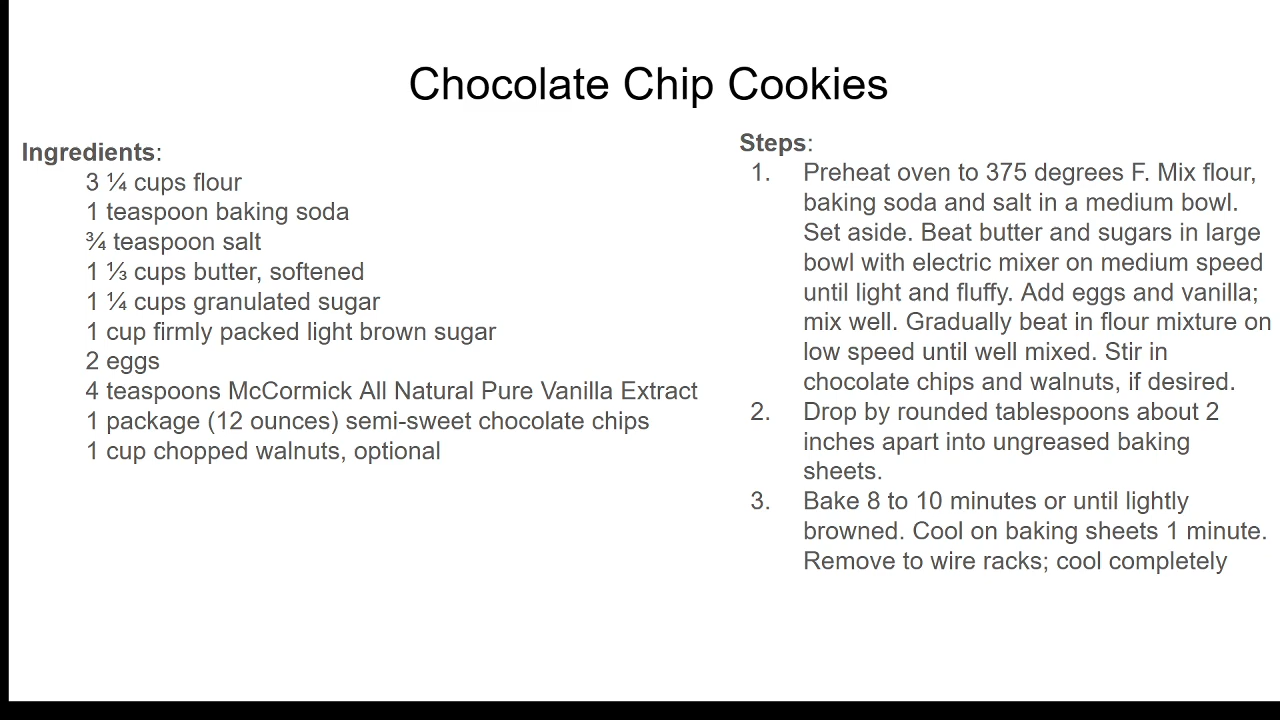 Chocolate Chip Cookies
Ingredients:
3 ¼ cups flour
1 teaspoon baking soda
¾ teaspoon salt
1 ⅓ cups butter, softened
1 ¼ cups granulated sugar
1 cup firmly packed light brown sugar
2 eggs
4 teaspoons McCormick All Natural Pure Vanilla Extract
1 package (12 ounces) semi-sweet chocolate chips
1 cup chopped walnuts, optional
Steps:
1. Preheat oven to 375 degrees F. Mix flour,
baking soda and salt in a medium bowl.
Set aside. Beat butter and sugars in large
bowl with electric mixer on medium speed
until light and fluffy. Add eggs and vanilla;
mix well. Gradually beat in flour mixture on
low speed until well mixed. Stir in
chocolate chips and walnuts, if desired.
2. Drop by rounded tablespoons about 2
inches apart into ungreased baking
sheets.
3. Bake 8 to 10 minutes or until lightly
browned. Cool on baking sheets 1 minute.
Remove to wire racks; cool completely